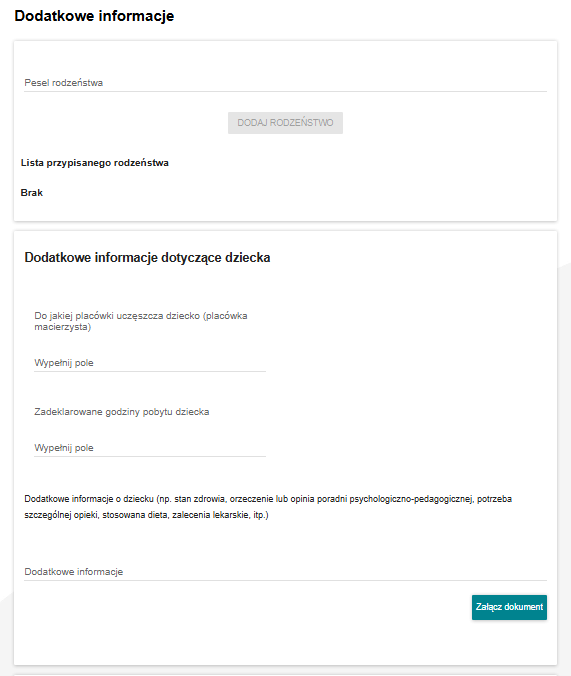 Dodatkowe informacje
Pesel rodzeństwa
DODAJ RODZEŃSTWO
Lista przypisanego rodzeństwa
Brak
Dodatkowe informacje dotyczące dziecka
Do jakiej placówki uczęszcza dziecko (placówka
macierzysta)
Wypełnij pole
Zadeklarowane godziny pobytu dziecka
Wypełnij pole
Dodatkowe informacje o dziecku (np. stan zdrowia, orzeczenie lub opinia poradni psychologiczno-pedagogicznej, potrzeba
szczególnej opieki, stosowana dieta, zalecenia lekarskie, itp.)
Dodatkowe informacje
Załącz dokument